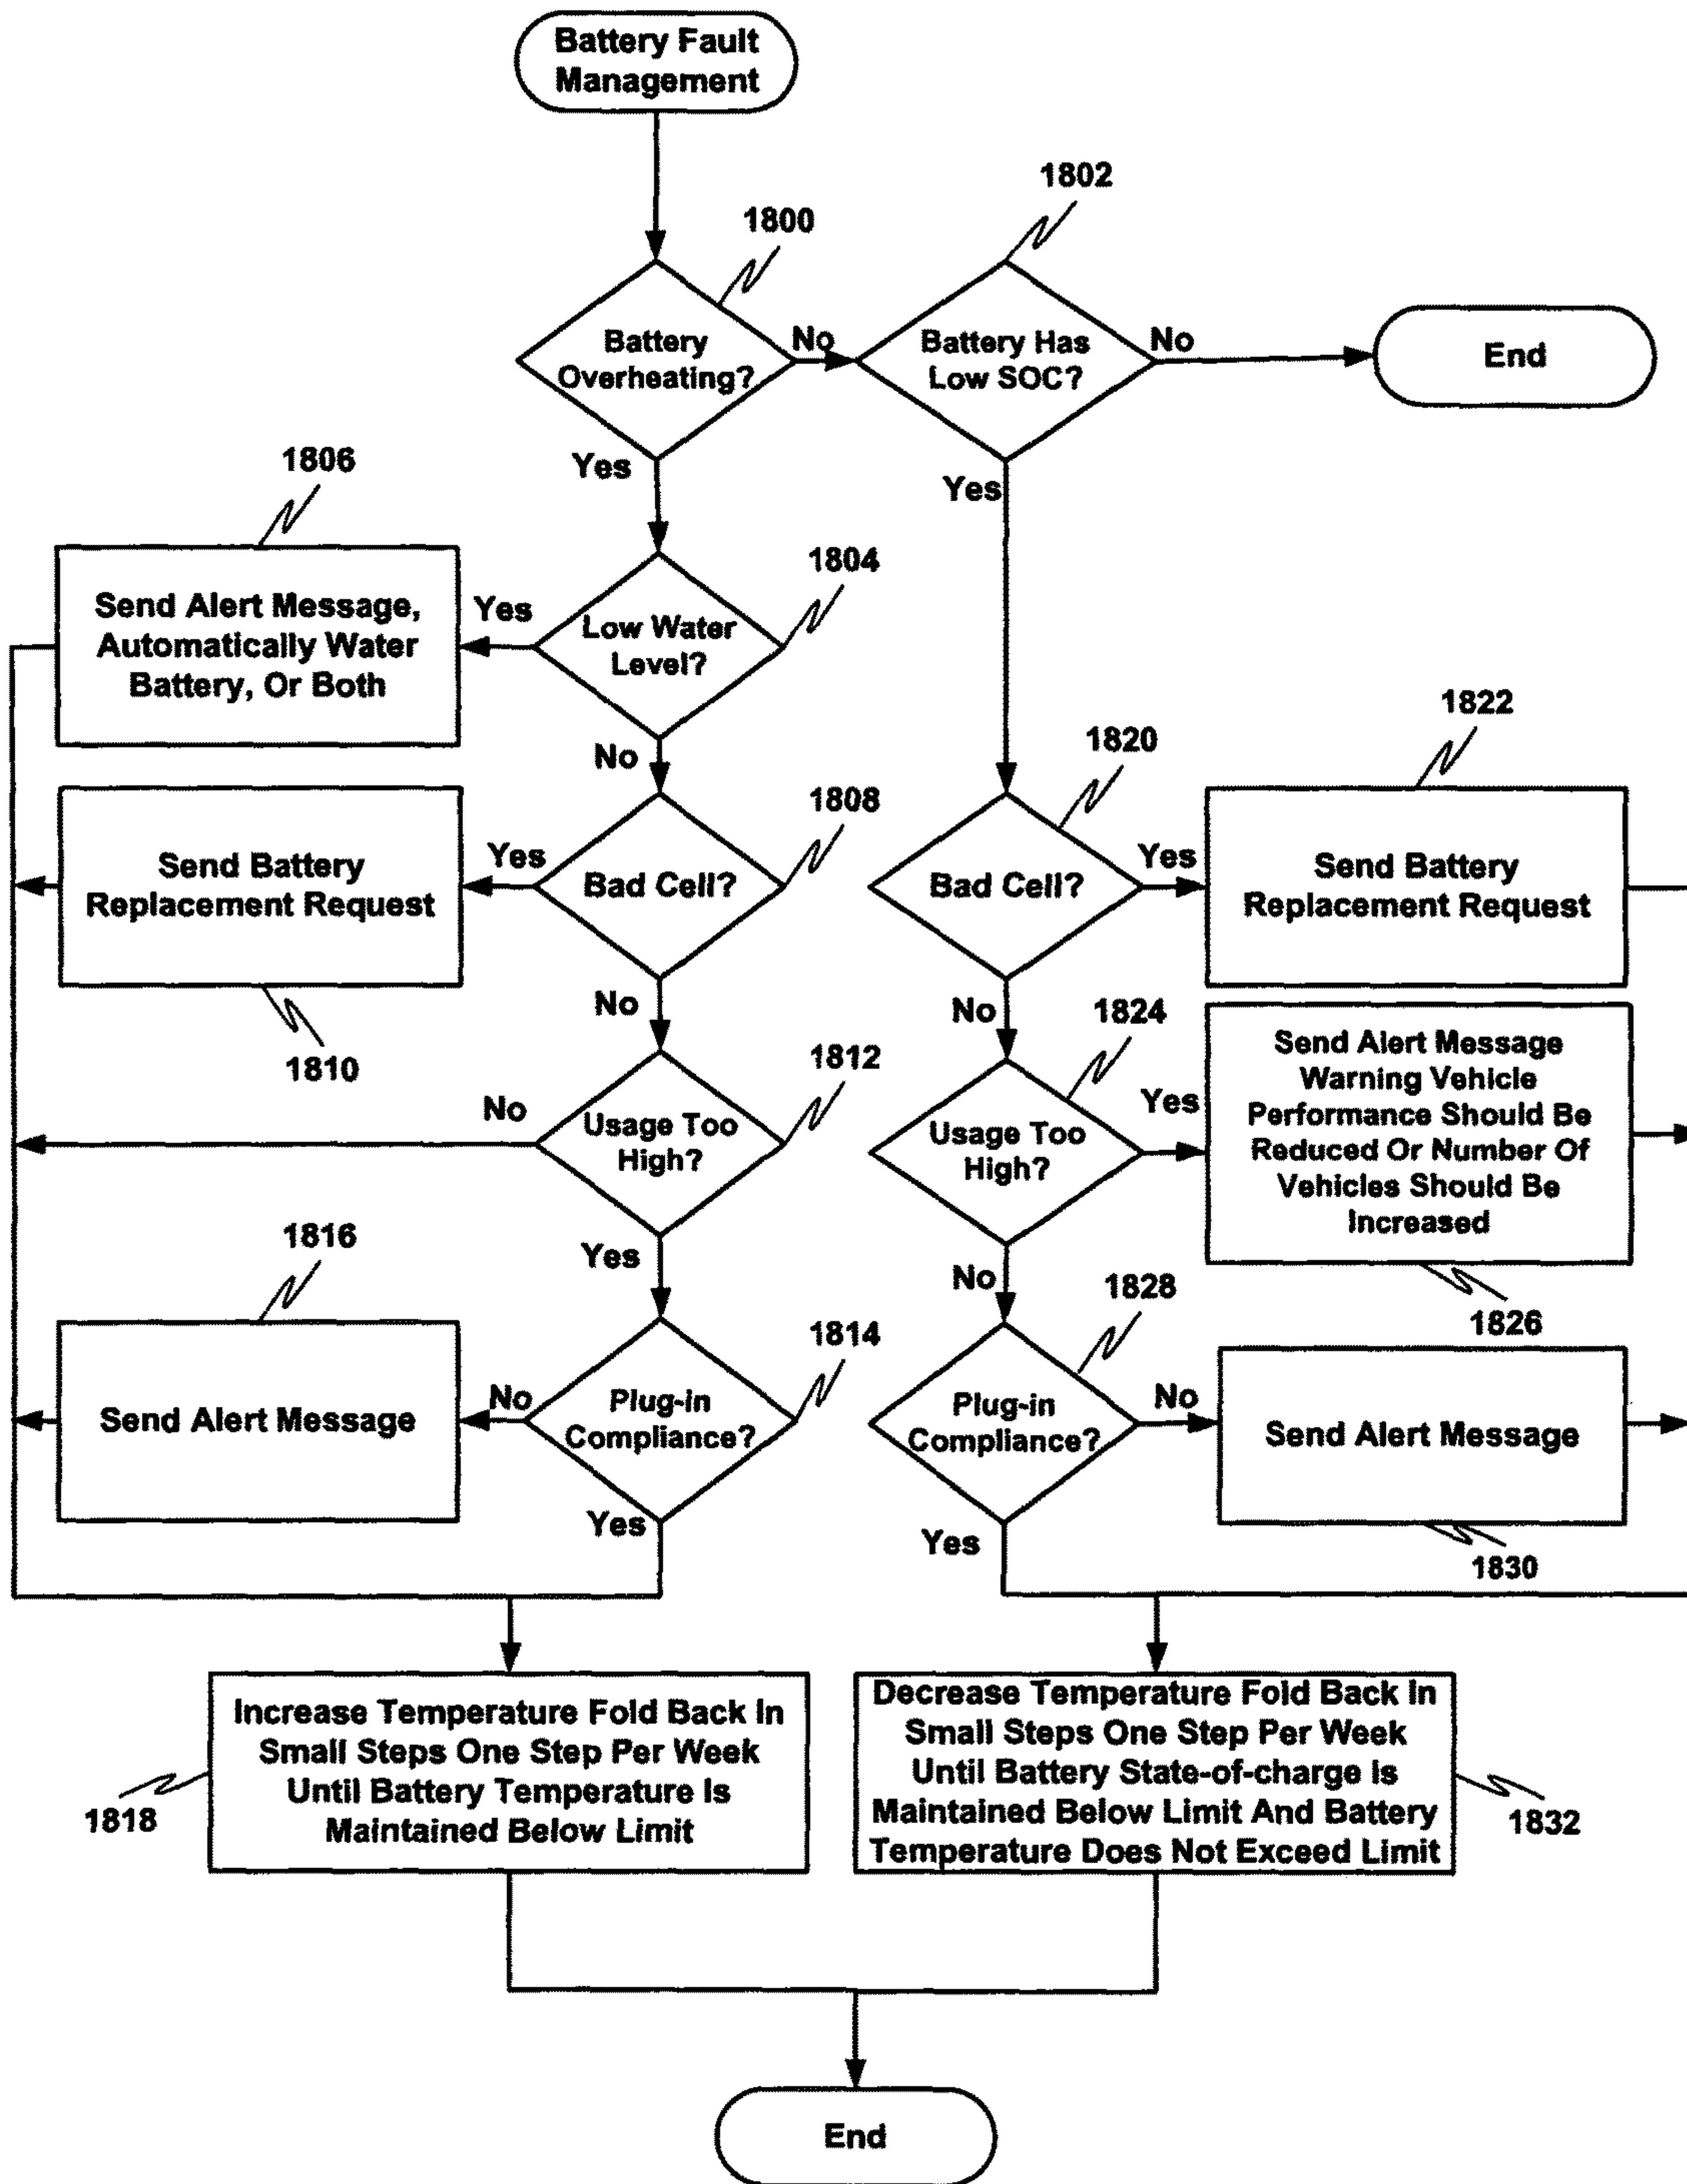 Battery Fault
Management
1802
1800
Battery
Overheating?
No
Battery Has
Low SOC?
No
End
Yes
Yes
1806
1804
Send Alert Message,
Automatically Water
Battery, Or Both
Yes
Low Water
Level?
No
1822
1820
1808
Send Battery
Replacement Request
Yes
Bad Cell?
Bad Cell?
Yes
Send Battery
Replacement Request
No
No
1810
1812
1824
Send Alert Message
Warning Vehicle
Performance Should Be
Reduced Or Number Of
Vehicles Should Be
Increased
No
Usage Too
High?
Usage Too
High?
Yes
Yes
No
1826
1816
1814
1828
Send Alert Message
No
Plug-in
Compliance?
Plug-in
Compliance?
No
Send Alert Message
Yes
Yes
1830
Increase Temperature Fold Back In
Small Steps One Step Per Week
Until Battery Temperature Is
Maintained Below Limit
1818
Decrease Temperature Fold Back In
Small Steps One Step Per Week
Until Battery State-of-charge Is
Maintained Below Limit And Battery
Temperature Does Not Exceed Limit
1832
End